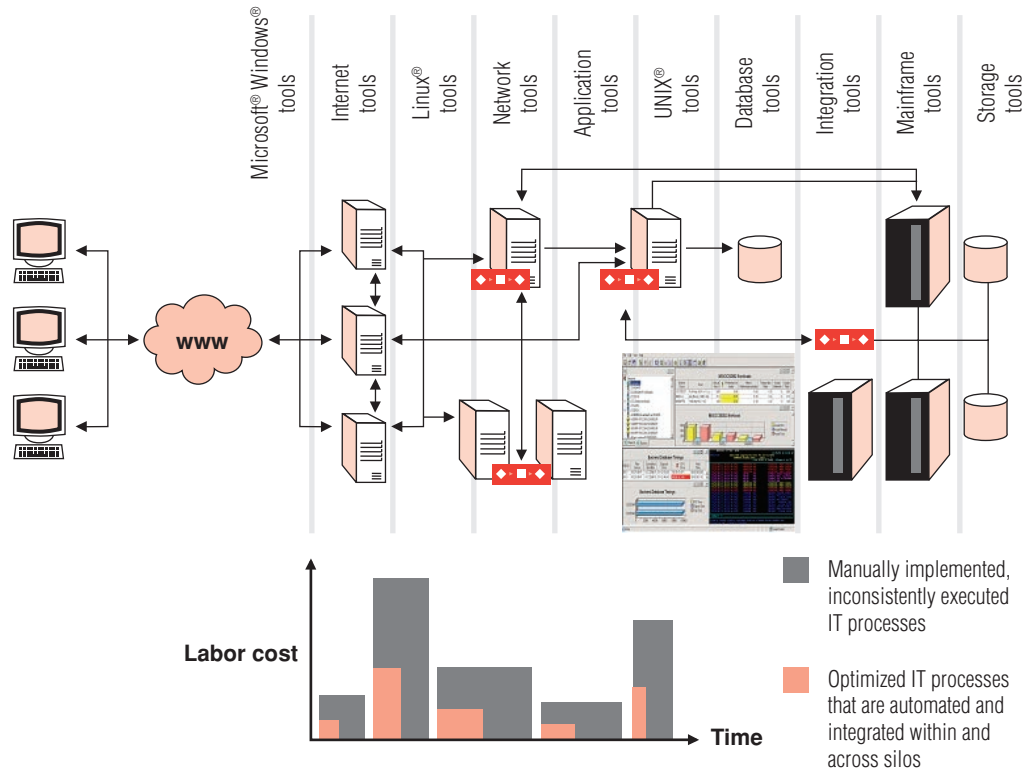 Microsoft® Windows®
tools
Internet
tools
Linux®
tools
Network
tools
Application
tools
UNIX®
tools
Database
tools
Integration
tools
Mainframe
tools
Storage
tools
www
Labor cost
Time
Manually implemented,
inconsistently executed
IT processes
Optimized IT processes
that are automated and
integrated within and
across silos